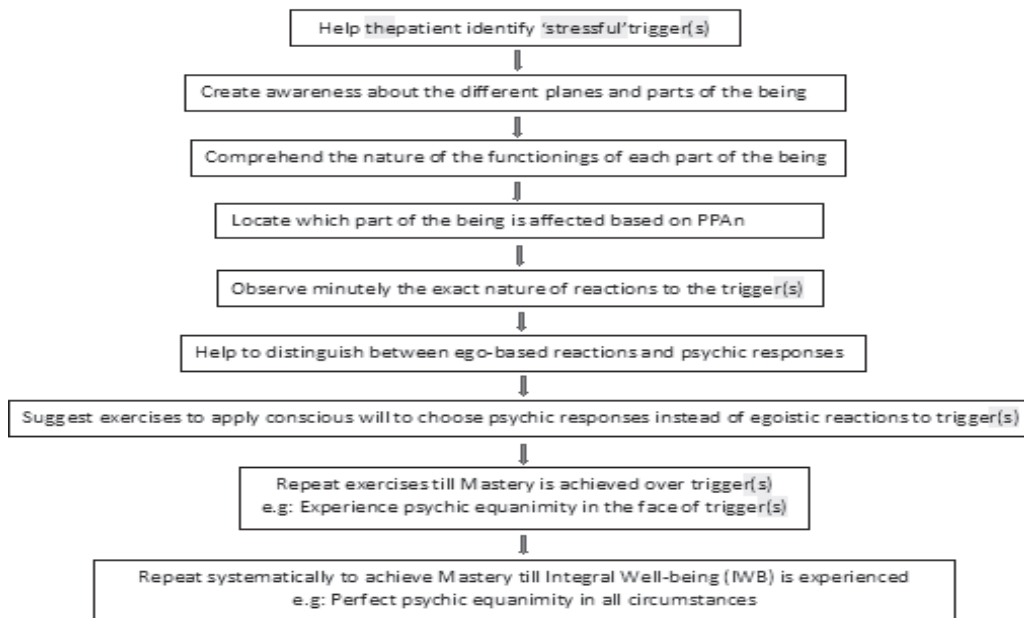 Help thepatient identify ‘stressful’trigger(s)
Create awareness about the different planes and parts of the being
Comprehend the nature of the functionings of each part of the being
Locate which part of the being is affected based on PPAn
Observe minutely the exact nature of reactions to the trigger(s)
Help to distinguish between ego-based reactions and psychic responses
Suggest exercises to apply conscious will to choose psychic responses instead of egoistic reactions to trigger(s)
Repeat exercises till Mastery is achieved over trigger(s)
e.g: Experience psychic equanimity in the face of trigger(s)
Repeat systematically to achieve Mastery till Integral Well-being (IWB) is experienced
e.g: Perfect psychic equanimity in all circumstances